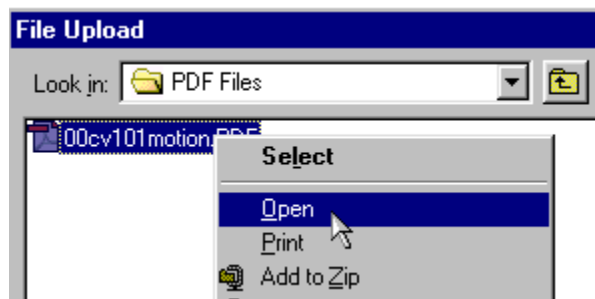 File Upload
Look in: PDF Files
00cv101motion.PDF
Select
Open
Print
Add to Zip